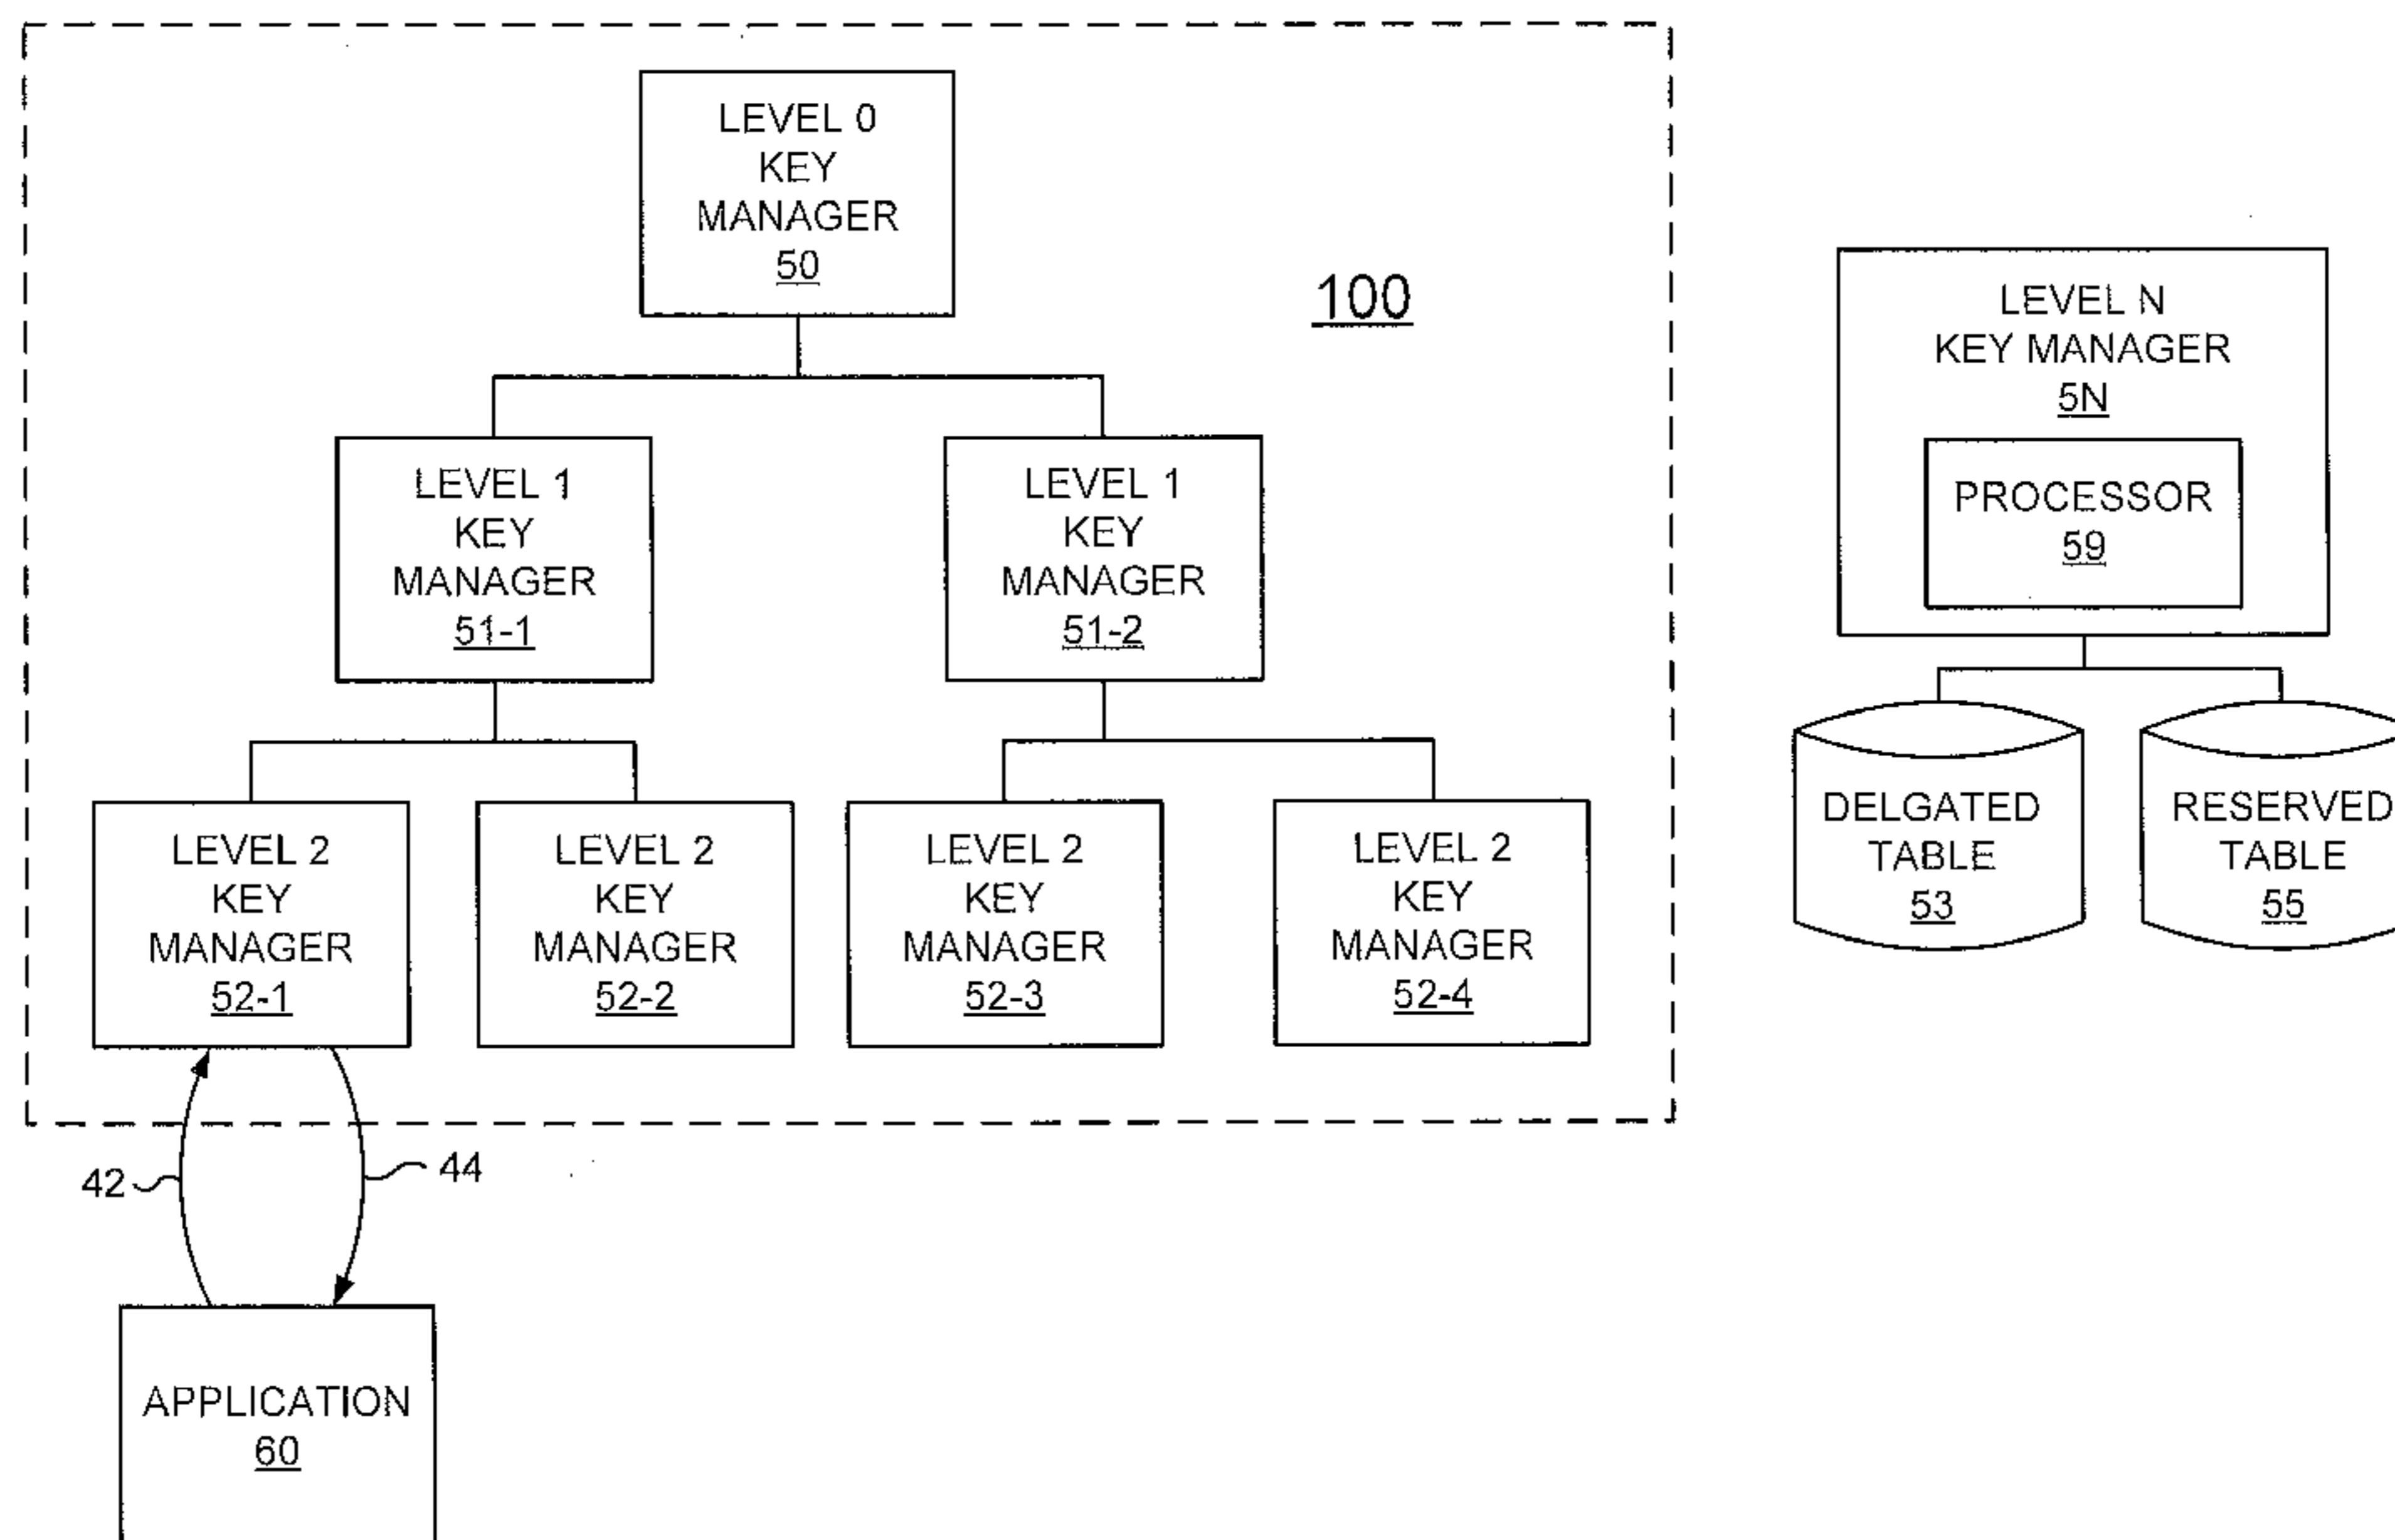 LEVEL 0
KEY
MANAGER
50
100
LEVEL 1
KEY
MANAGER
51-1
LEVEL 1
KEY
MANAGER
51-2
LEVEL 2
KEY
MANAGER
52-1
LEVEL 2
KEY
MANAGER
52-2
LEVEL 2
KEY
MANAGER
52-3
LEVEL 2
KEY
MANAGER
52-4
42
44
APPLICATION
60
LEVEL N
KEY MANAGER
5N
PROCESSOR
59
DELGATED
TABLE
53
RESERVED
TABLE
55